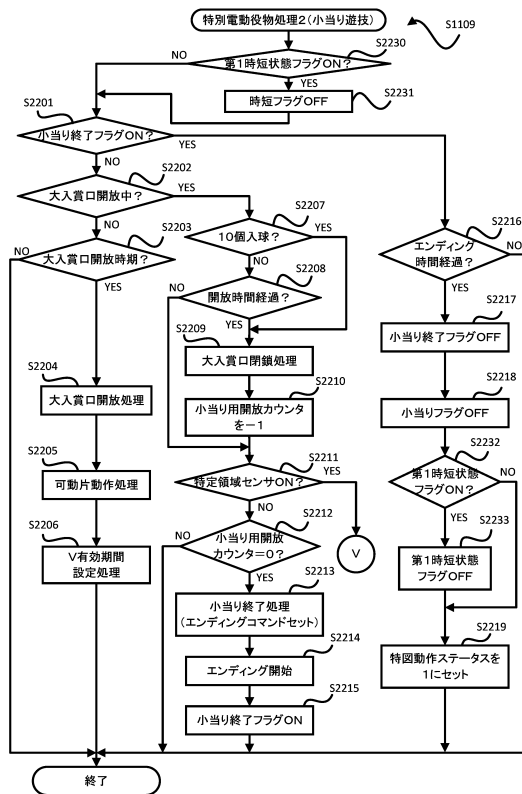 特別電動役物処理２（小当り遊技）
S1109
S2230
第１時短状態フラグON？
NO
YES
S2231
時短フラグOFF
S2201
小当り終了フラグON？
YES
NO
S2202
大入賞口開放中？
YES
NO
S2203
大入賞口開放時期？
NO
YES
S2204
大入賞口開放処理
S2205
可動片動作処理
S2206
Ｖ有効期間
設定処理
S2207
１０個入球？
YES
NO
S2208
開放時間経過？
NO
YES
S2209
大入賞口閉鎖処理
S2210
小当り用開放カウンタ
を－１
S2211
特定領域センサON？
YES
NO
Ｖ
S2212
小当り用開放
カウンタ＝０？
NO
YES
S2213
小当り終了処理
（エンディングコマンドセット）
S2214
エンディング開始
S2215
小当り終了フラグON
S2216
エンディング
時間経過？
NO
YES
S2217
小当り終了フラグOFF
S2218
小当りフラグOFF
S2232
第１時短状態
フラグON？
NO
YES
S2233
第１時短状態
フラグOFF
S2219
特図動作ステータスを
１にセット
終了